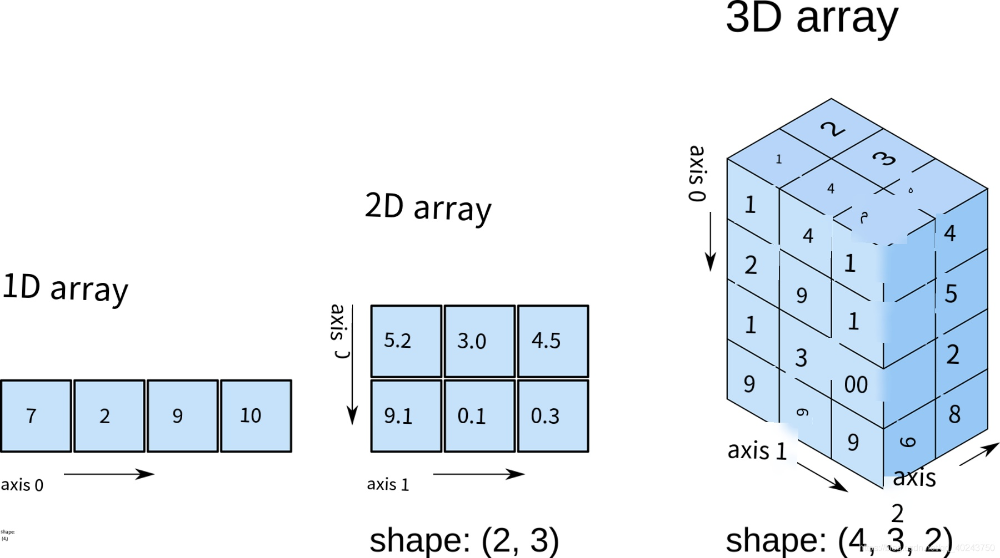 3D array
2
3
1
4
axis 0
1
4
1
4
2
9
1
5
1
3
00
2
9
9
8
axis 1
axis
2
shape: (4, 3, 2)
2D array
axis
5.2 3.0 4.5
9.1 0.1 0.3
axis 1
shape: (2, 3)
1D array
7 2 9 10
axis 0
shape:
(4,)